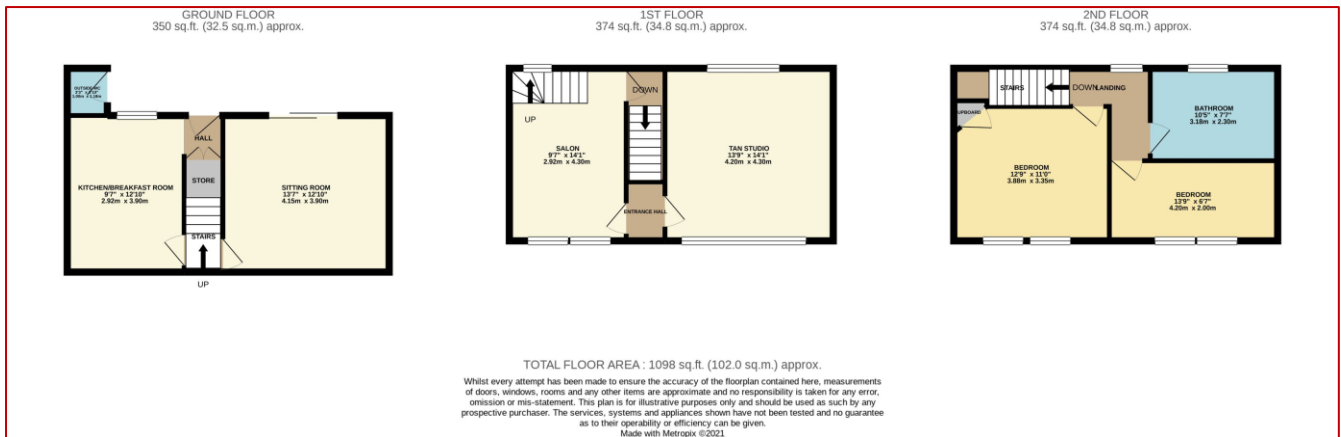 GROUND FLOOR
350 sq.ft. (32.5 sq.m.) approx.
OUTSIDE WC
HALL
KITCHEN/BREAKFAST ROOM
9'7" x 12'10"
2.92m x 3.90m
STORE
SITTING ROOM
13'7" x 12'10"
4.15m x 3.90m
STAIRS
UP
1ST FLOOR
374 sq.ft. (34.8 sq.m.) approx.
DOWN
UP
SALON
9'7" x 14'1"
2.92m x 4.30m
TAN STUDIO
13'9" x 14'1"
4.20m x 4.30m
ENTRANCE HALL
2ND FLOOR
374 sq.ft. (34.8 sq.m.) approx.
STAIRS
DOWN
LANDING
UPBOARD
BATHROOM
10'5" x 7'7"
3.18m x 2.30m
BEDROOM
12'9" x 11'0"
3.88m x 3.35m
BEDROOM
13'9" x 6'7"
4.20m x 2.00m
TOTAL FLOOR AREA : 1098 sq.ft. (102.0 sq.m.) approx.
Whilst every attempt has been made to ensure the accuracy of the floorplan contained here, measurements
of doors, windows, rooms and any other items are approximate and no responsibility is taken for any error,
omission or mis-statement. This plan is for illustrative purposes only and should be used as such by any
prospective purchaser. The services, systems and appliances shown have not been tested and no guarantee
as to their operability or efficiency can be given.
Made with Metropix ©2021